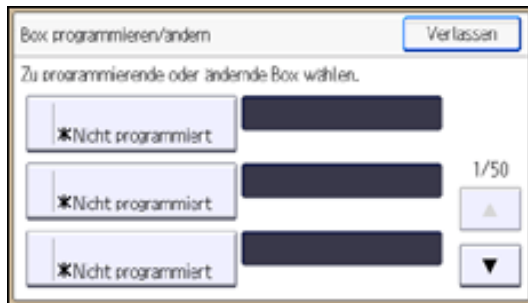 Box programmieren/ändern
Verlassen
Zu programmierende oder ändernde Box wählen.
*Nicht programmiert
*Nicht programmiert
1/50
▲
▼
*Nicht programmiert